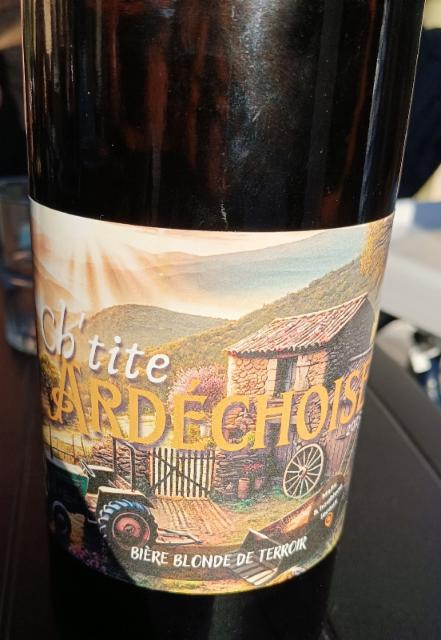 Ch'tite
ARDÉCHOISE
BIÈRE BLONDE DE TERROIR